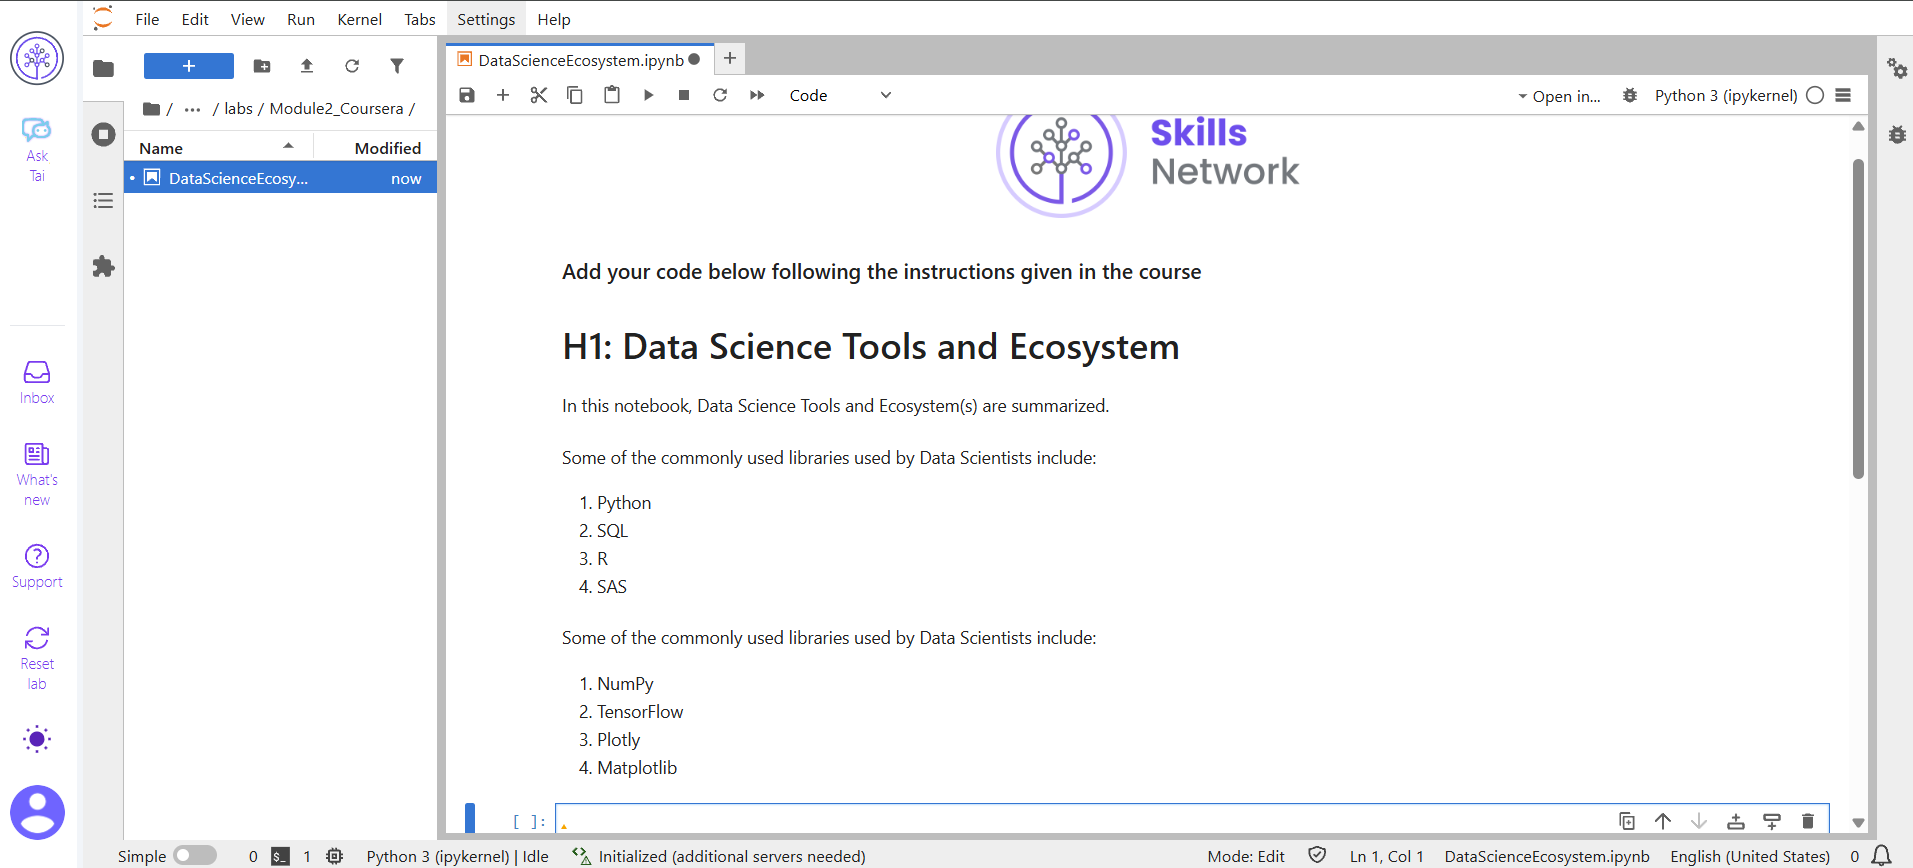 File Edit View Run Kernel Tabs Settings Help
Ask
Tai
Inbox
What's
new
Support
Reset
lab
+
/ ... / labs / Module2_Coursera /
Name Modified
• DataScienceEcosy... now
DataScienceEcosystem.ipynb
Code
Open in...
Python 3 (ipykernel)
Skills
Network
Add your code below following the instructions given in the course
H1: Data Science Tools and Ecosystem
In this notebook, Data Science Tools and Ecosystem(s) are summarized.
Some of the commonly used libraries used by Data Scientists include:
1. Python
2. SQL
3. R
4. SAS
Some of the commonly used libraries used by Data Scientists include:
1. NumPy
2. TensorFlow
3. Plotly
4. Matplotlib
[ ]:
Simple 0 $_ 1 Python 3 (ipykernel) | Idle Initialized (additional servers needed) Mode: Edit Ln 1, Col 1 DataScienceEcosystem.ipynb English (United States) 0